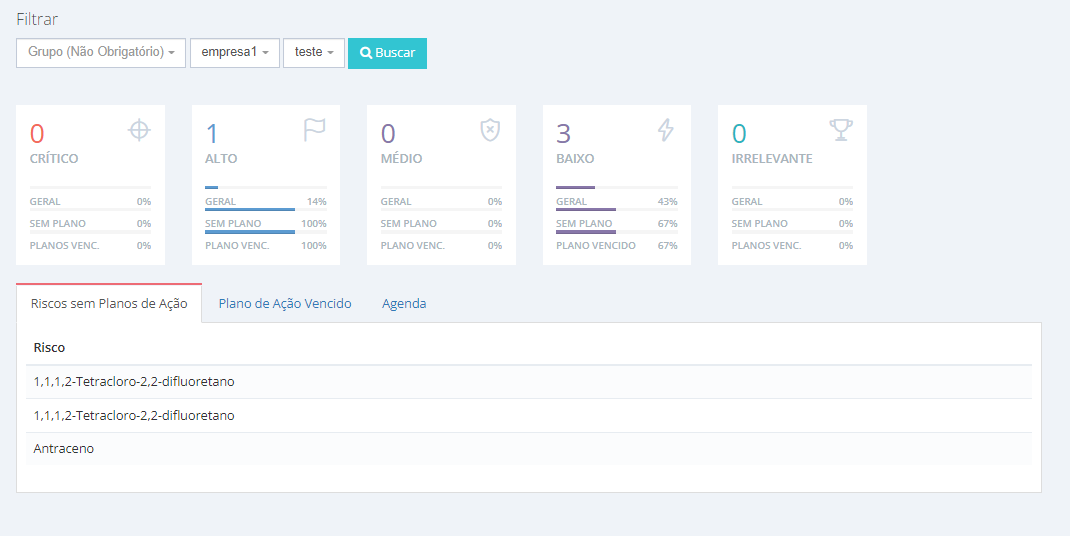 Filtrar
Grupo (Não Obrigatório) empresa1 teste Buscar
0 1 0 3 0
CRÍTICO ALTO MÉDIO BAIXO IRRELEVANTE
GERAL 0% GERAL 14% GERAL 0% GERAL 43% GERAL 0%
SEM PLANO 0% SEM PLANO 100% SEM PLANO 0% SEM PLANO 67% SEM PLANO 0%
PLANOS VENC. 0% PLANO VENC. 100% PLANO VENC. 0% PLANO VENCIDO 67% PLANOS VENC. 0%
Riscos sem Planos de Ação Plano de Ação Vencido Agenda
Risco
1,1,1,2-Tetracloro-2,2-difluoretano
1,1,1,2-Tetracloro-2,2-difluoretano
Antraceno